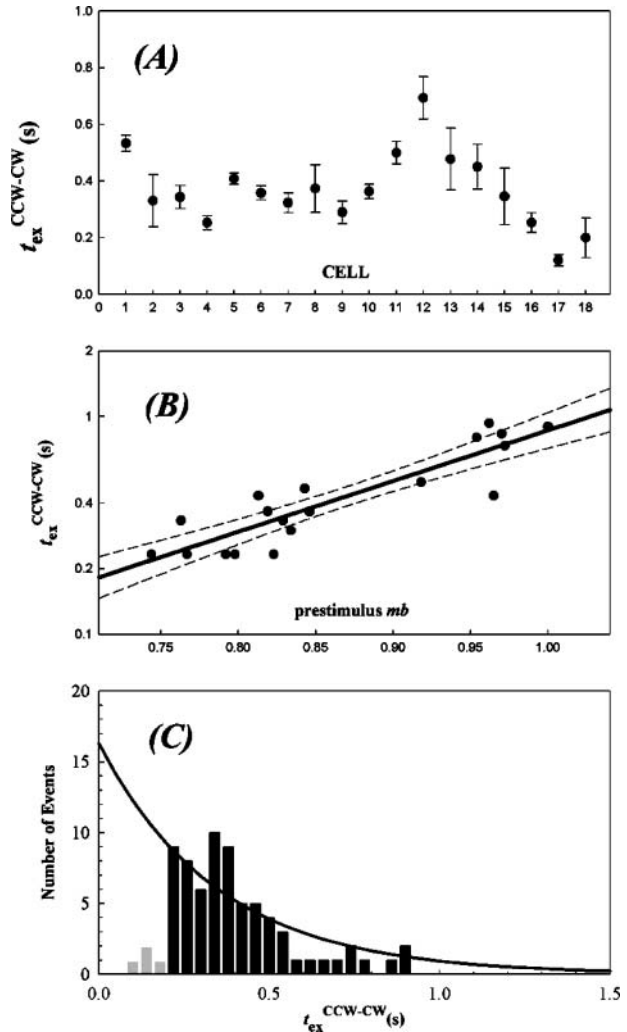 1.0
(A)
0.8
0.6
0.4
0.2
0.0
t_ex^CCW-CW (s)
CELL
0 1 2 3 4 5 6 7 8 9 10 11 12 13 14 15 16 17 18
2
(B)
1
0.4
0.2
0.1
t_ex^CCW-CW (s)
prestimulus mb
0.75 0.80 0.85 0.90 0.95 1.00
20
(C)
15
10
5
0
Number of Events
0.0 0.5 1.0 1.5
t_ex^CCW-CW (s)